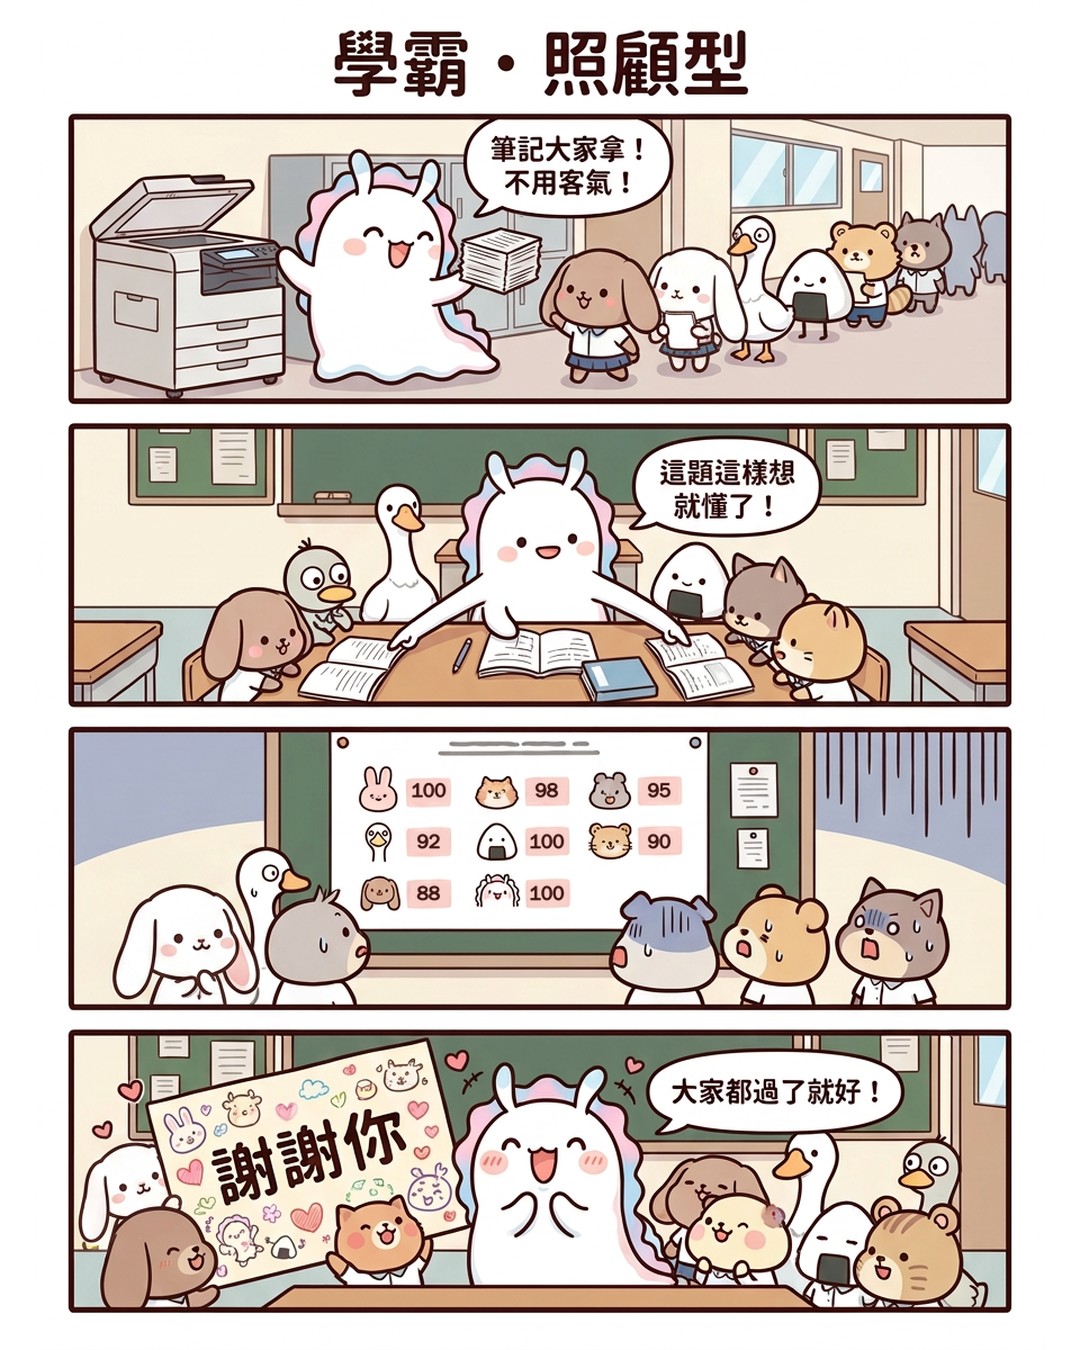 學霸・照顧型
筆記大家拿！
不用客氣！
這題這樣想
就懂了！
100 98 95
92 100 90
88 100
謝謝你
大家都過了就好！